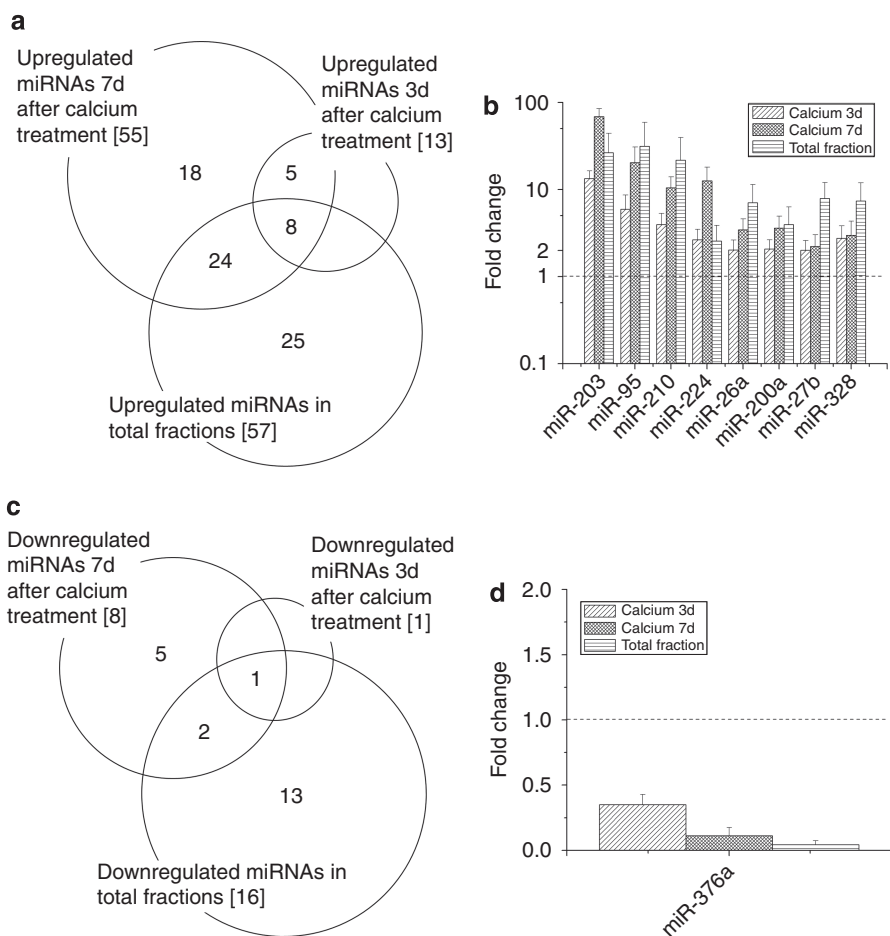 a
Upregulated
miRNAs 7d
after calcium
treatment [55]
Upregulated
miRNAs 3d
after calcium
treatment [13]
18
5
8
24
25
Upregulated miRNAs in
total fractions [57]
b
Fold change
100
10
2
1
0.1
Calcium 3d
Calcium 7d
Total fraction
miR-203
miR-95
miR-210
miR-224
miR-26a
miR-200a
miR-27b
miR-328
c
Downregulated
miRNAs 7d
after calcium
treatment [8]
Downregulated
miRNAs 3d
after calcium
treatment [1]
5
1
2
13
Downregulated miRNAs in
total fractions [16]
d
Fold change
2.0
1.5
1.0
0.5
0.0
Calcium 3d
Calcium 7d
Total fraction
miR-376a